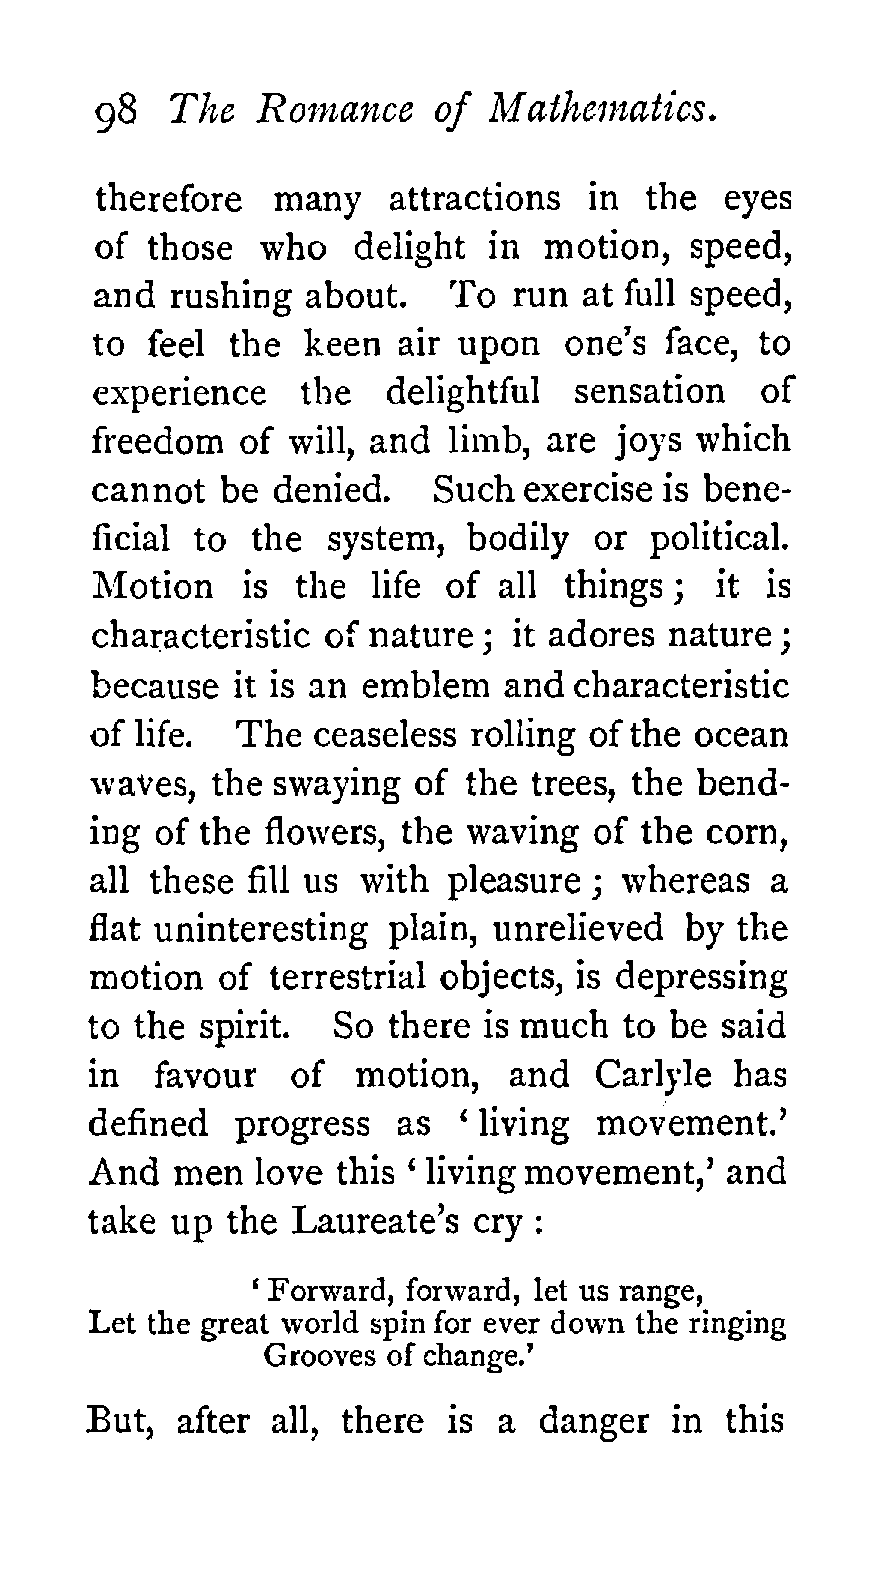 98 The Romance of Mathematics.
therefore many attractions in the eyes
of those who delight in motion, speed,
and rushing about. To run at full speed,
to feel the keen air upon one's face, to
experience the delightful sensation of
freedom of will, and limb, are joys which
cannot be denied. Such exercise is bene-
ficial to the system, bodily or political.
Motion is the life of all things; it is
characteristic of nature; it adores nature;
because it is an emblem and characteristic
of life. The ceaseless rolling of the ocean
waves, the swaying of the trees, the bend-
ing of the flowers, the waving of the corn,
all these fill us with pleasure; whereas a
flat uninteresting plain, unrelieved by the
motion of terrestrial objects, is depressing
to the spirit. So there is much to be said
in favour of motion, and Carlyle has
defined progress as ‘living movement.’
And men love this ‘living movement,’ and
take up the Laureate's cry:
‘Forward, forward, let us range,
Let the great world spin for ever down the ringing
Grooves of change.’
But, after all, there is a danger in this